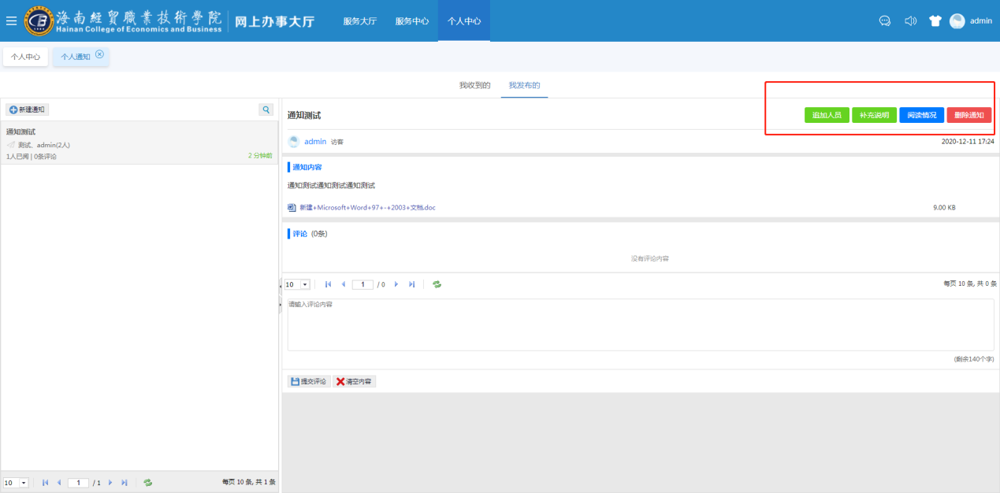 海南經貿職業技術學院
Hainan College of Economics and Business
网上办事大厅
服务大厅 服务中心 个人中心
admin
个人中心 个人通知
我收到的 我发布的
新建通知
通知测试
测试、admin(2人)
1人已阅 | 0条评论
2 分钟前
10 1 / 1 每页 10 条, 共 1 条
通知测试
追加人员 补充说明 阅读情况 删除通知
admin 访客
2020-12-11 17:24
通知内容
通知测试通知测试通知测试
新建+Microsoft+Word+97+-+2003+文档.doc 9.00 KB
评论 (0条)
没有评论内容
10 1 / 0 每页 10 条, 共 0 条
请输入评论内容
(剩余140个字)
提交评论 清空内容